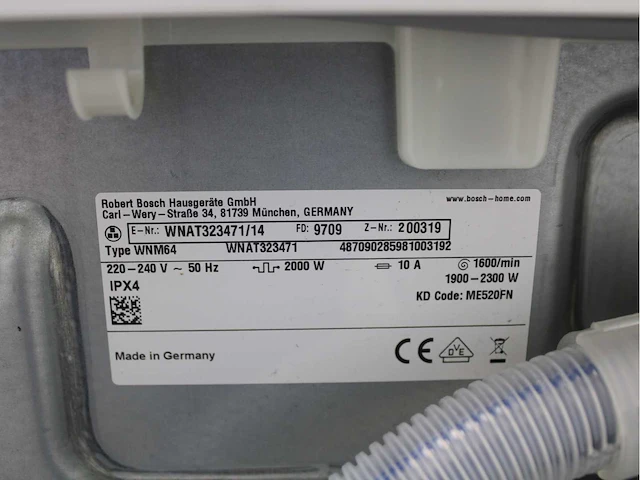 Robert Bosch Hausgeräte GmbH www.bosch-home.com
Carl-Wery-Straße 34, 81739 München, GERMANY
E-Nr.: WNAT323471/14 FD: 9709 Z-Nr.: 200319
Type WNM64 WNAT323471 487090285981003192
220-240 V ~ 50 Hz 2000 W 10 A 1600/min
1900-2300 W
IPX4 KD Code: ME520FN
Made in Germany CE DVE